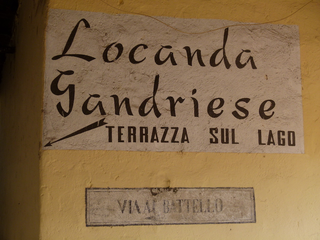 Locanda
Gandriese
TERRAZZA SUL LAGO
VIA AL BATTELLO